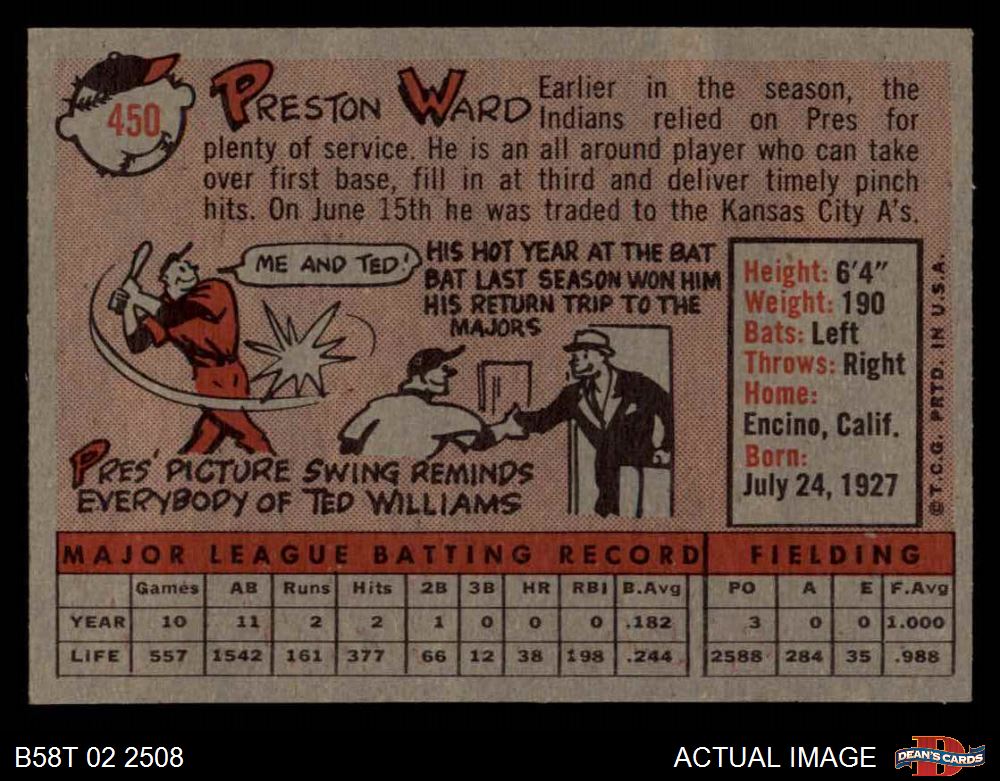 450
PRESTON WARD
Earlier in the season, the
Indians relied on Pres for
plenty of service. He is an all around player who can take
over first base, fill in at third and deliver timely pinch
hits. On June 15th he was traded to the Kansas City A's.
ME AND TED!
HIS HOT YEAR AT THE BAT
BAT LAST SEASON WON HIM
HIS RETURN TRIP TO THE
MAJORS
PRES' PICTURE SWING REMINDS
EVERYBODY OF TED WILLIAMS
Height: 6'4"
Weight: 190
Bats: Left
Throws: Right
Home:
Encino, Calif.
Born:
July 24, 1927
© T.C.G. PRTD. IN U.S.A.
MAJOR LEAGUE BATTING RECORD FIELDING
Games AB Runs Hits 2B 3B HR RBI B.Avg PO A E F.Avg
YEAR 10 11 2 2 1 0 0 0 .182 3 0 0 1.000
LIFE 557 1542 161 377 66 12 38 198 .244 2588 284 35 .988
B58T 02 2508
ACTUAL IMAGE
D
DEAN'S CARDS